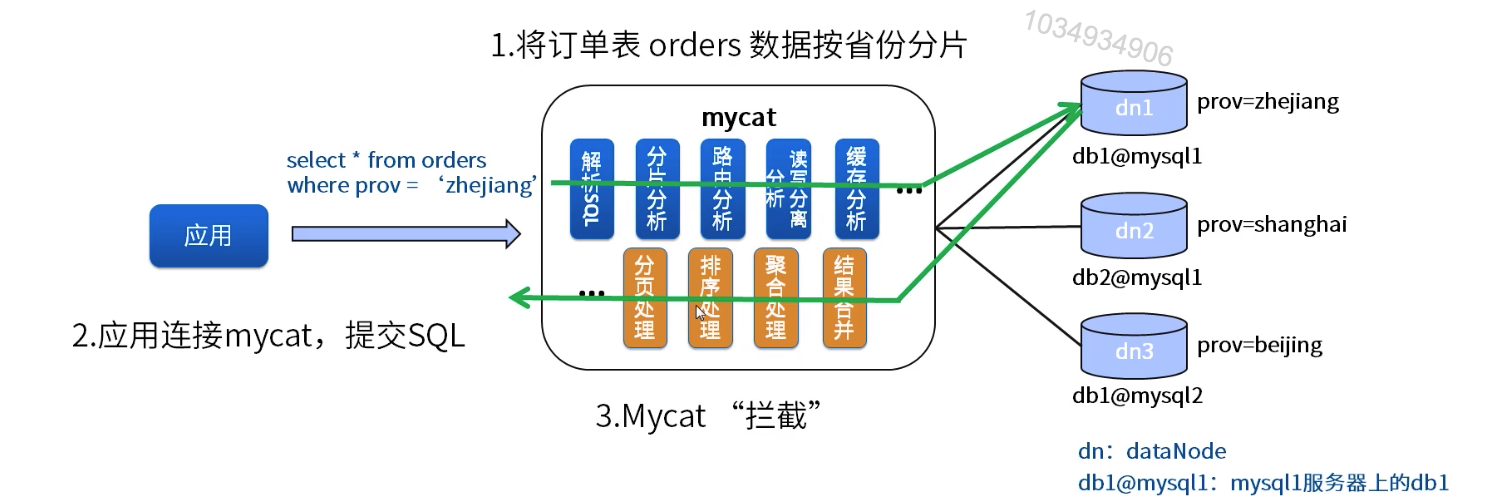 1.将订单表 orders 数据按省份分片
1034934906
mycat
select * from orders
where prov = ‘zhejiang’
应用
解析SQL
分片分析
路由分析
读写分离
分析
缓存分析
...
分页处理
排序处理
聚合处理
结果合并
...
2.应用连接mycat，提交SQL
3.Mycat “拦截”
dn1
prov=zhejiang
db1@mysql1
dn2
prov=shanghai
db2@mysql1
dn3
prov=beijing
db1@mysql2
dn：dataNode
db1@mysql1：mysql1服务器上的db1